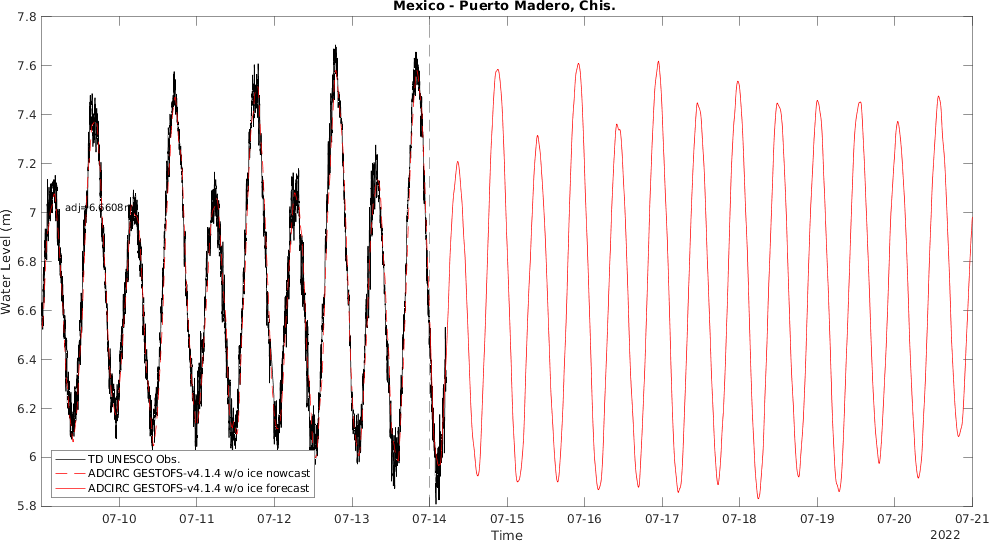 Mexico - Puerto Madero, Chis.
7.8
7.6
7.4
7.2
7
6.8
6.6
6.4
6.2
6
5.8
Water Level (m)
adj=6.6608m
TD UNESCO Obs.
ADCIRC GESTOFS-v4.1.4 w/o ice nowcast
ADCIRC GESTOFS-v4.1.4 w/o ice forecast
07-10 07-11 07-12 07-13 07-14 07-15 07-16 07-17 07-18 07-19 07-20 07-21
Time
2022